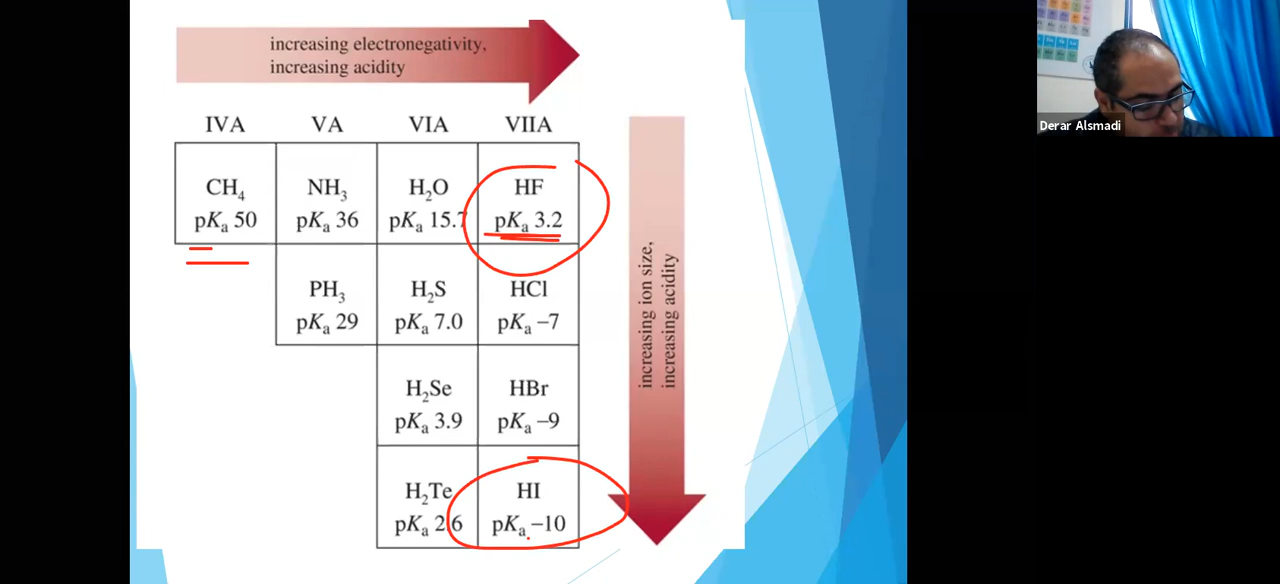 increasing electronegativity,
increasing acidity
IVA VA VIA VIIA
CH₄ NH₃ H₂O HF
pKₐ 50 pKₐ 36 pKₐ 15.7 pKₐ 3.2
PH₃ H₂S HCl
pKₐ 29 pKₐ 7.0 pKₐ –7
H₂Se HBr
pKₐ 3.9 pKₐ –9
H₂Te HI
pKₐ 2.6 pKₐ –10
increasing ion size,
increasing acidity
Derar Alsmadi